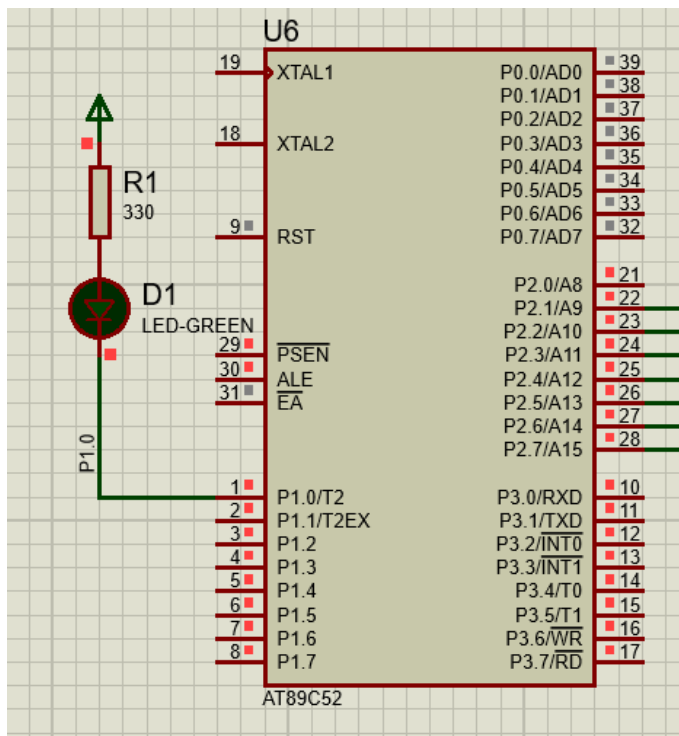 U6
19
XTAL1
18
XTAL2
9
RST
29
PSEN
30
ALE
31
EA
1
P1.0/T2
2
P1.1/T2EX
3
P1.2
4
P1.3
5
P1.4
6
P1.5
7
P1.6
8
P1.7
P0.0/AD0
39
P0.1/AD1
38
P0.2/AD2
37
P0.3/AD3
36
P0.4/AD4
35
P0.5/AD5
34
P0.6/AD6
33
P0.7/AD7
32
P2.0/A8
21
P2.1/A9
22
P2.2/A10
23
P2.3/A11
24
P2.4/A12
25
P2.5/A13
26
P2.6/A14
27
P2.7/A15
28
P3.0/RXD
10
P3.1/TXD
11
P3.2/INT0
12
P3.3/INT1
13
P3.4/T0
14
P3.5/T1
15
P3.6/WR
16
P3.7/RD
17
AT89C52
R1
330
D1
LED-GREEN
P1.0